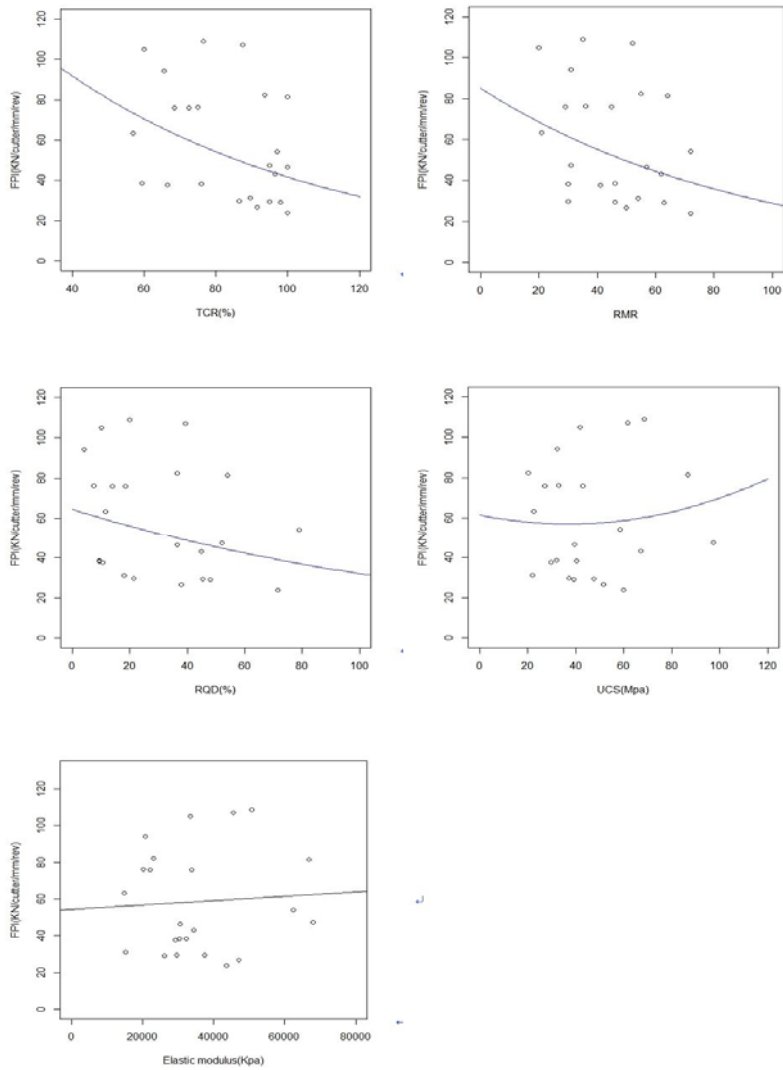 FPI(KN/cutter/mm/rev)
0 20 40 60 80 100 120
40 60 80 100 120
TCR(%)
FPI(KN/cutter/mm/rev)
0 20 40 60 80 100 120
0 20 40 60 80 100
RMR
FPI(KN/cutter/mm/rev)
0 20 40 60 80 100 120
0 20 40 60 80 100
RQD(%)
FPI(KN/cutter/mm/rev)
0 20 40 60 80 100 120
0 20 40 60 80 100 120
UCS(Mpa)
FPI(KN/cutter/mm/rev)
0 20 40 60 80 100 120
0 20000 40000 60000 80000
Elastic modulus(Kpa)